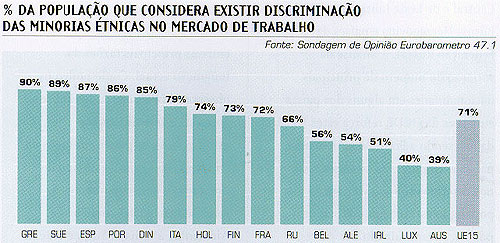 % DA POPULAÇÃO QUE CONSIDERA EXISTIR DISCRIMINAÇÃO
DAS MINORIAS ÉTNICAS NO MERCADO DE TRABALHO
Fonte: Sondagem de Opinião Eurobarometro 47.1
90% 89% 87% 86% 85% 79% 74% 73% 72% 66% 56% 54% 51% 40% 39% 71%
GRE SUE ESP POR DIN ITA HOL FIN FRA RU BEL ALE IRL LUX AUS UE15